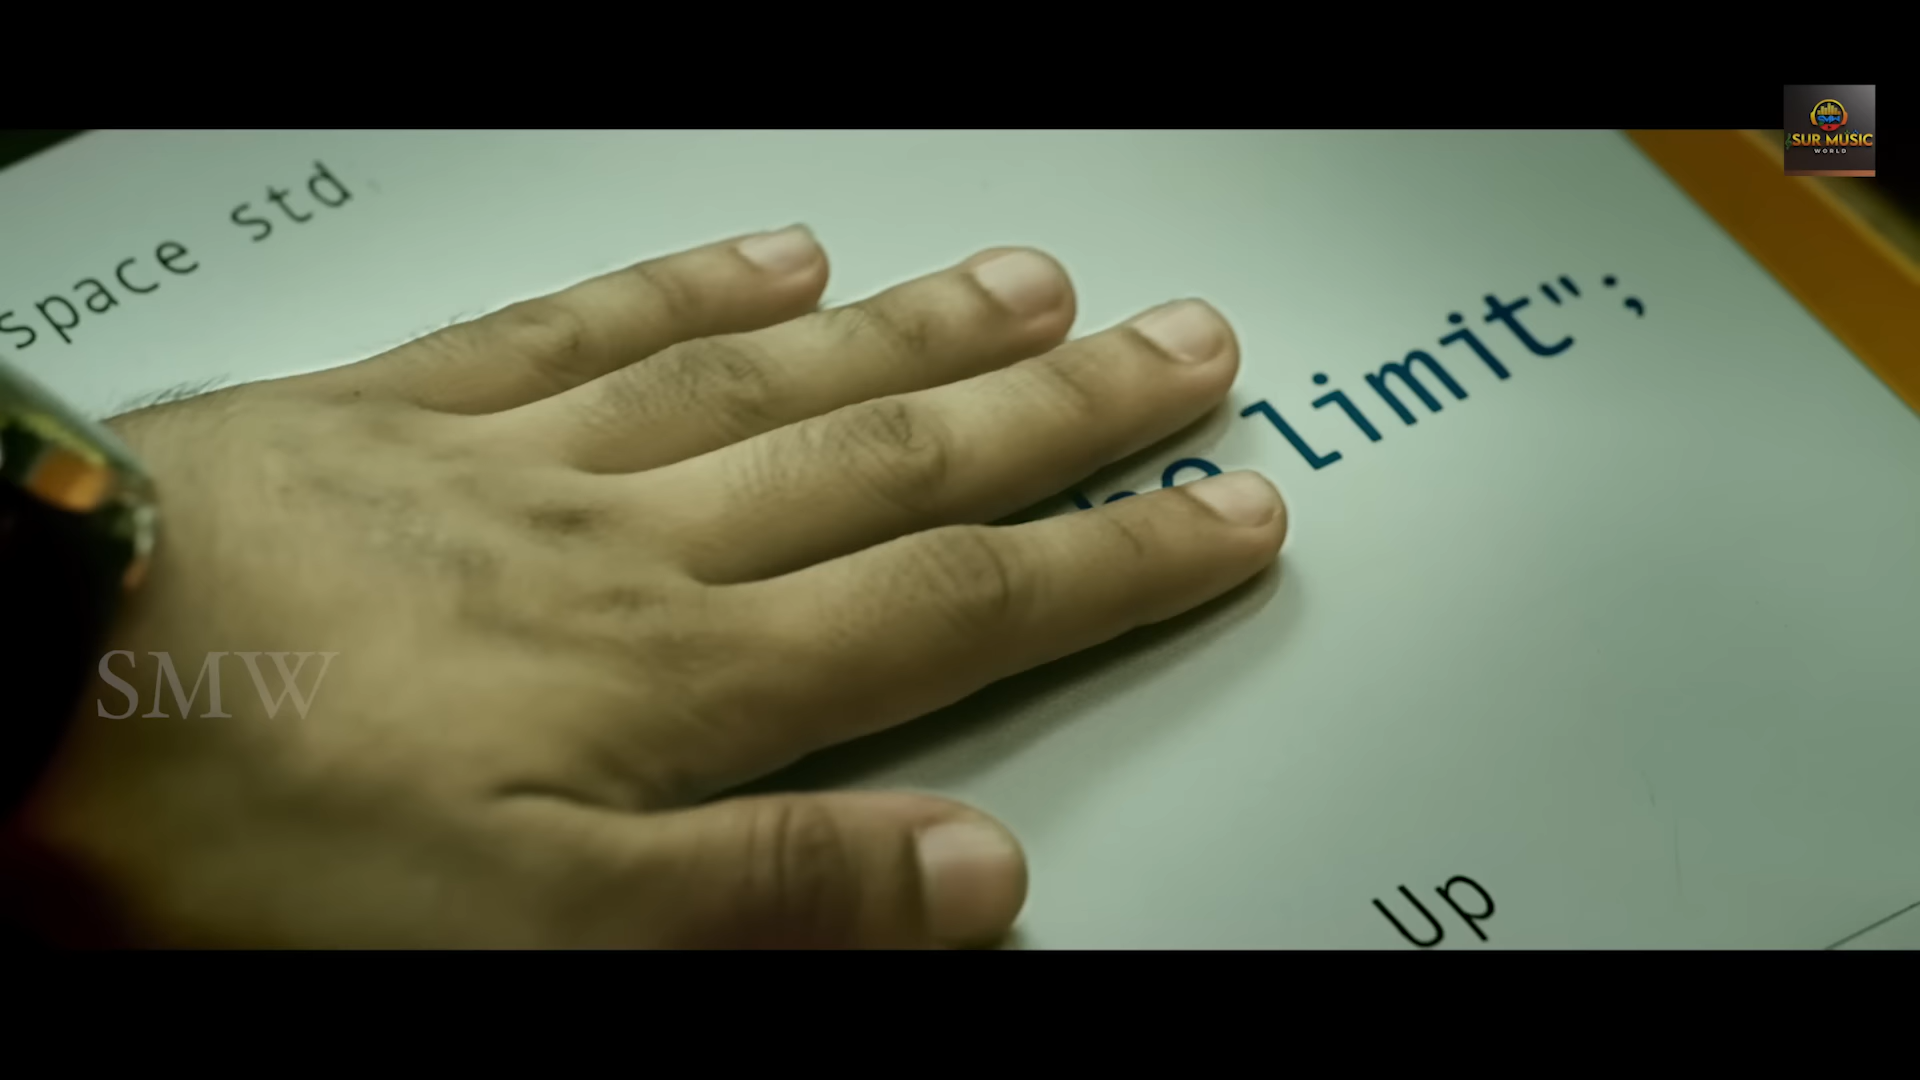 SUR MUSIC
WORLD
space std
limit";
SMW
Up